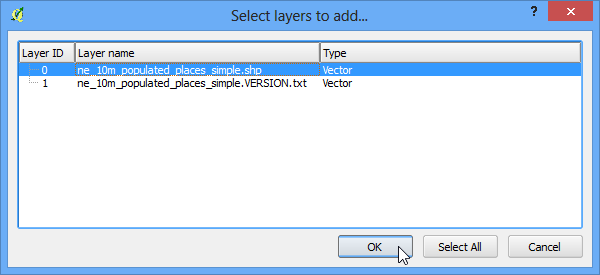 Select layers to add...
? ×
Layer ID Layer name Type
0 ne_10m_populated_places_simple.shp Vector
1 ne_10m_populated_places_simple.VERSION.txt Vector
OK Select All Cancel